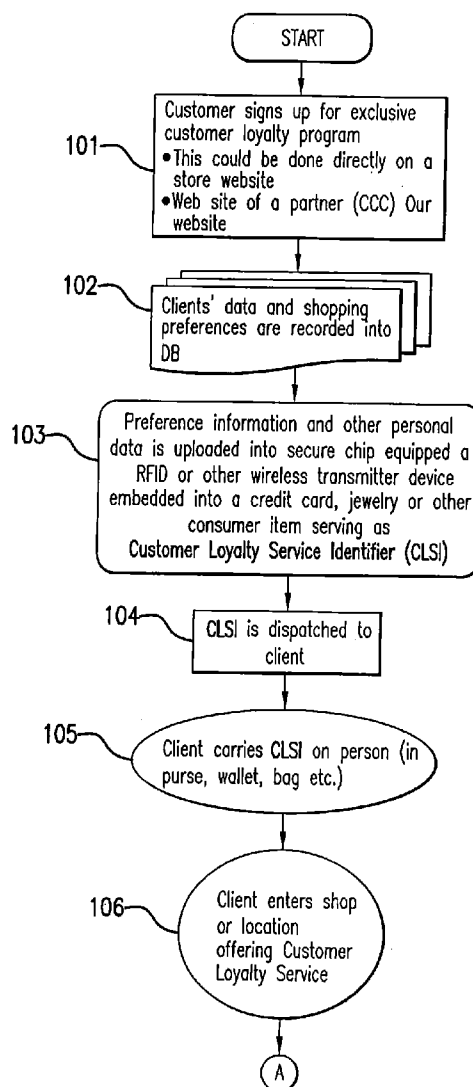 START
101
Customer signs up for exclusive
customer loyalty program
•This could be done directly on a
store website
•Web site of a partner (CCC) Our
website
102
Clients' data and shopping
preferences are recorded into
DB
103
Preference information and other personal
data is uploaded into secure chip equipped a
RFID or other wireless transmitter device
embedded into a credit card, jewelry or other
consumer item serving as
Customer Loyalty Service Identifier (CLSI)
104
CLSI is dispatched to
client
105
Client carries CLSI on person (in
purse, wallet, bag etc.)
106
Client enters shop
or location
offering Customer
Loyalty Service
A